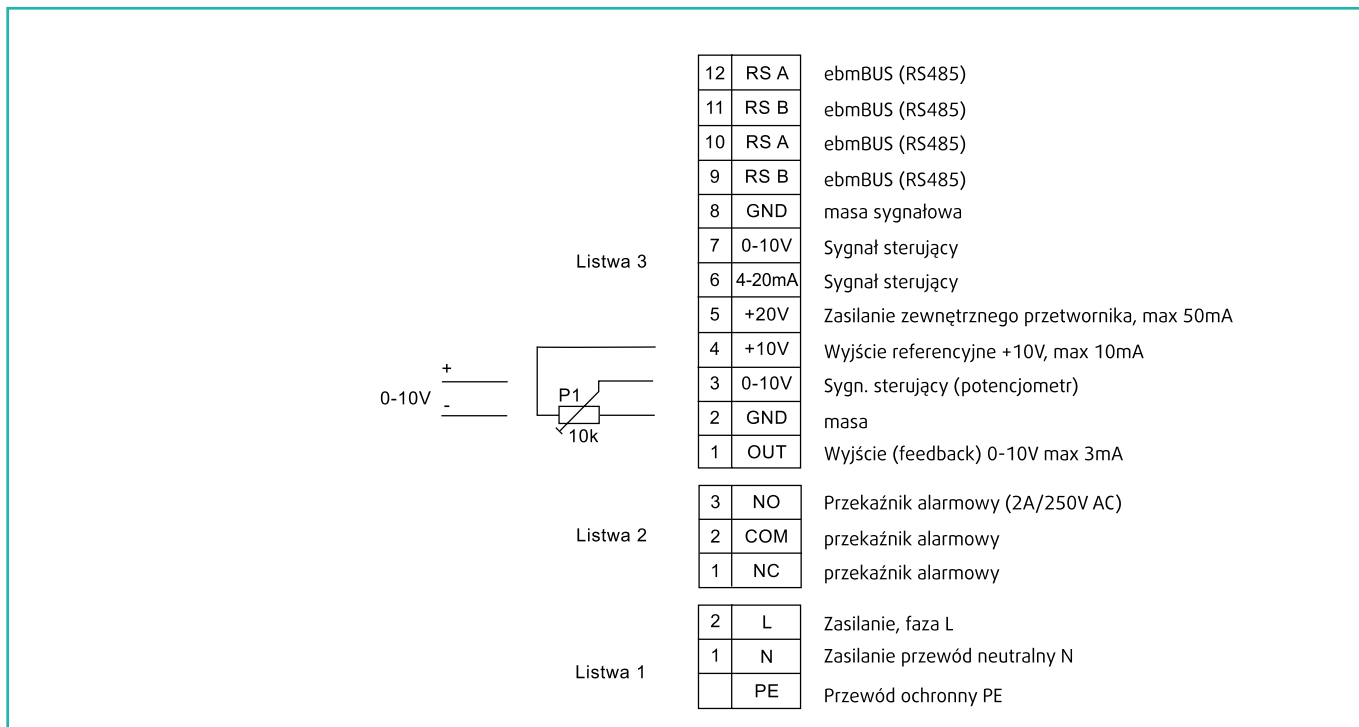 12 RS A ebmBUS (RS485)
11 RS B ebmBUS (RS485)
10 RS A ebmBUS (RS485)
9 RS B ebmBUS (RS485)
8 GND masa sygnałowa
7 0-10V Sygnał sterujący
Listwa 3
6 4-20mA Sygnał sterujący
5 +20V Zasilanie zewnętrznego przetwornika, max 50mA
4 +10V Wyjście referencyjne +10V, max 10mA
+
0-10V
-
P1
10k
3 0-10V Sygn. sterujący (potencjometr)
2 GND masa
1 OUT Wyjście (feedback) 0-10V max 3mA
3 NO Przekaźnik alarmowy (2A/250V AC)
Listwa 2
2 COM przekaźnik alarmowy
1 NC przekaźnik alarmowy
2 L Zasilanie, faza L
1 N Zasilanie przewód neutralny N
Listwa 1
PE Przewód ochronny PE